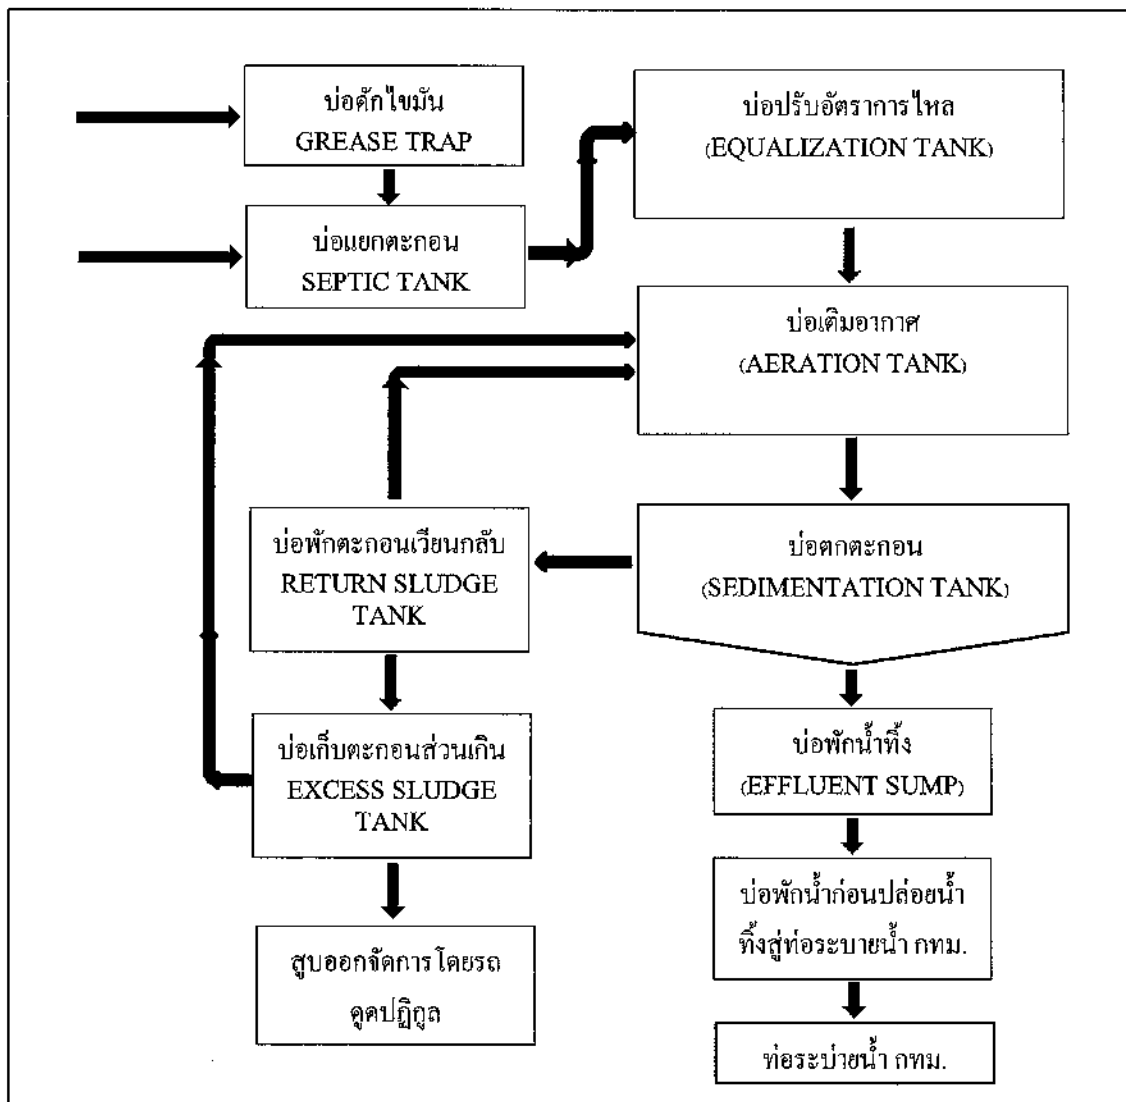 บ่อดักไขมัน
GREASE TRAP
บ่อปรับอัตราการไหล
(EQUALIZATION TANK)
บ่อแยกตะกอน
SEPTIC TANK
บ่อเติมอากาศ
(AERATION TANK)
บ่อพักตะกอนเวียนกลับ
RETURN SLUDGE
TANK
บ่อตกตะกอน
(SEDIMENTATION TANK)
บ่อเก็บตะกอนส่วนเกิน
EXCESS SLUDGE
TANK
บ่อพักน้ำทิ้ง
(EFFLUENT SUMP)
บ่อพักน้ำก่อนปล่อยน้ำ
ทิ้งสู่ท่อระบายน้ำ กทม.
สูบออกจัดการโดยรถ
ดูดปฏิกูล
ท่อระบายน้ำ กทม.